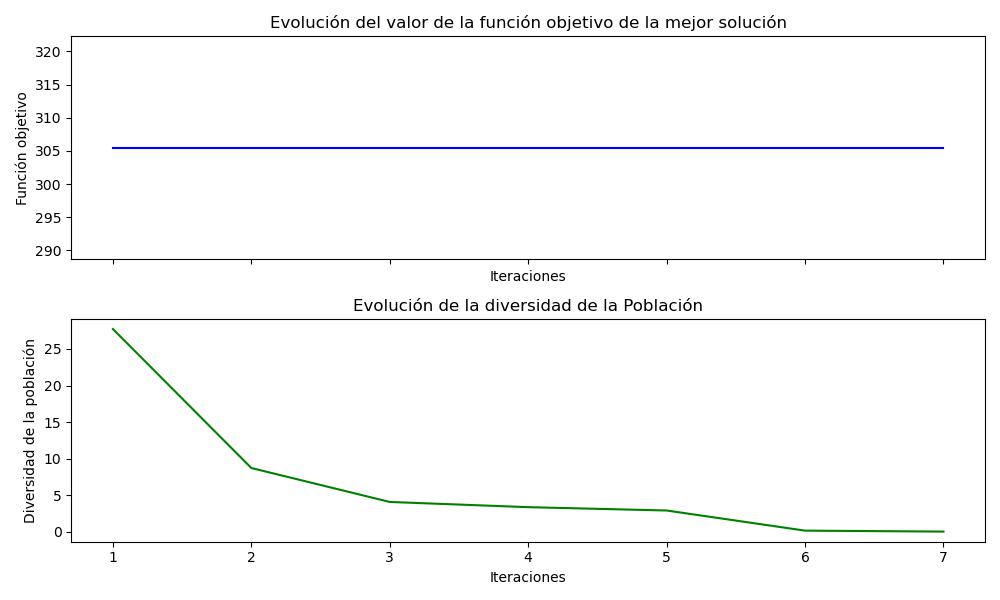 Evolución del valor de la función objetivo de la mejor solución
Función objetivo
320
315
310
305
300
295
290
Iteraciones
Evolución de la diversidad de la Población
Diversidad de la población
25
20
15
10
5
0
1 2 3 4 5 6 7
Iteraciones